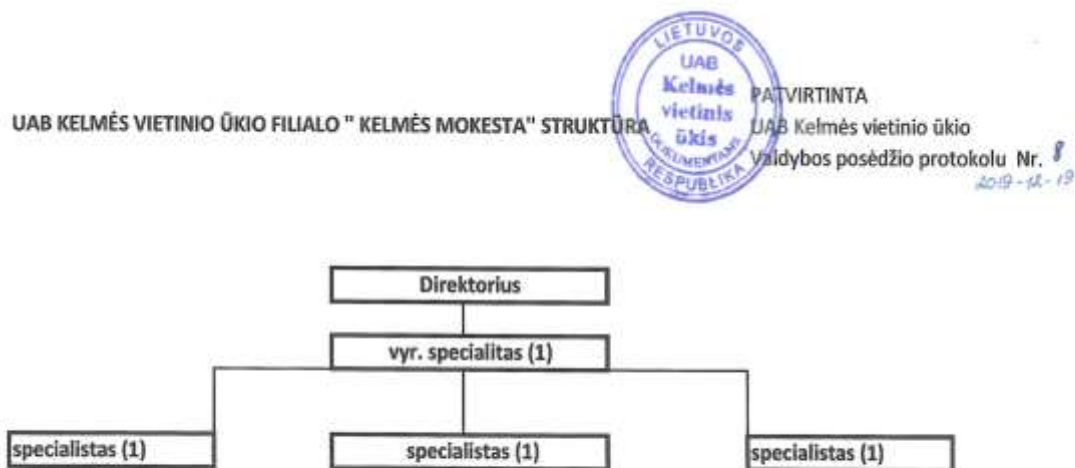 LIETUVOS
UAB
Kelmės
vietinis
ūkis
DOKUMENTAMS
RESPUBLIKA
PATVIRTINTA
UAB KELMĖS VIETINIO ŪKIO FILIALO " KELMĖS MOKESTA" STRUKTŪRA
UAB Kelmės vietinio ūkio
Valdybos posėdžio protokolu Nr. 8
2019-12-19
Direktorius
vyr. specialitas (1)
specialistas (1)
specialistas (1)
specialistas (1)